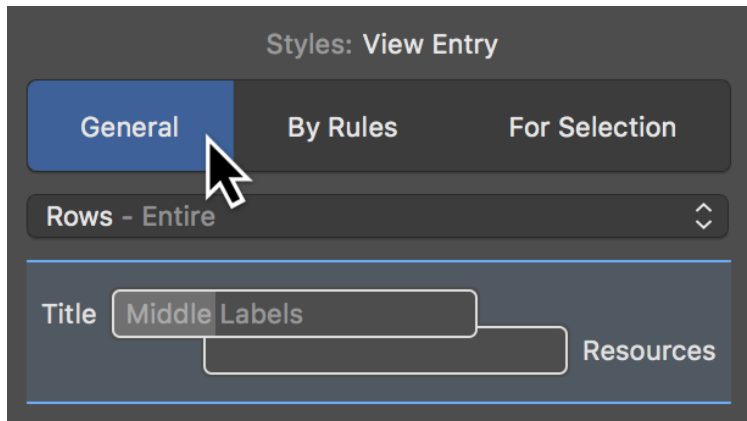 Styles: View Entry
General By Rules For Selection
Rows - Entire
Title Middle Labels
Resources